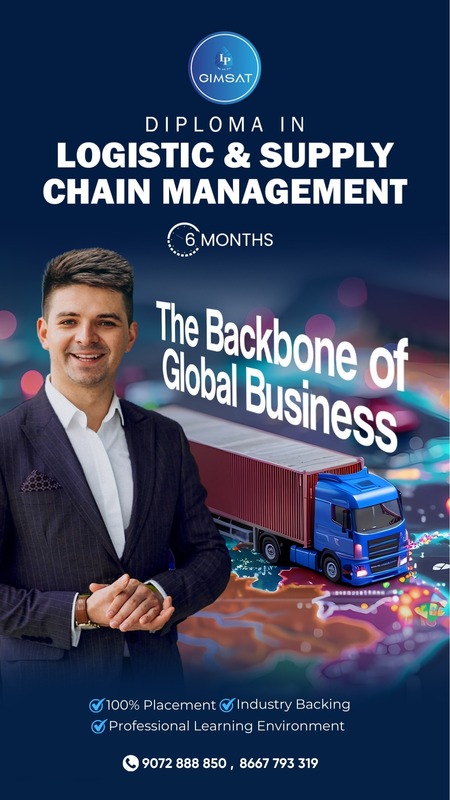 LP
GIMSAT
DIPLOMA IN
LOGISTIC & SUPPLY
CHAIN MANAGEMENT
6 MONTHS
The Backbone of
Global Business
100% Placement Industry Backing
Professional Learning Environment
9072 888 850 , 8667 793 319